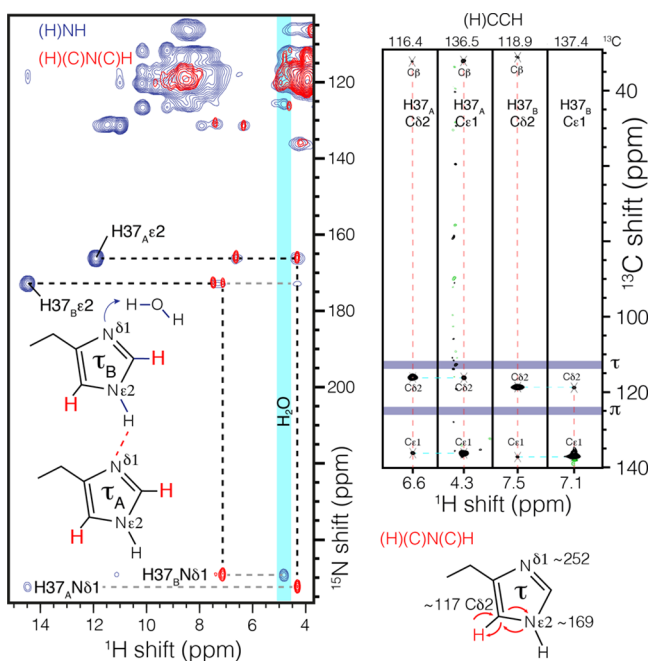 (H)NH
(H)(C)N(C)H
H37Aε2
H37Bε2
Nδ1
H
O
H
τB
H
H
Nε2
H
Nδ1
τA
H
H
Nε2
H
H2O
H37BNδ1
H37ANδ1
14 12 10 8 6 4
1H shift (ppm)
120
140
160
180
200
220
240
15N shift (ppm)
(H)CCH
116.4 136.5 118.9 137.4 13C
Cβ Cβ Cβ
H37A H37A H37B H37B
Cδ2 Cε1 Cδ2 Cε1
40
60
80
100
120
140
13C shift (ppm)
τ
π
Cδ2 Cδ2 Cδ2 Cδ2
Cε1 Cε1 Cε1 Cε1
6.6 4.3 7.5 7.1
1H shift (ppm)
(H)(C)N(C)H
Nδ1 ~252
τ
~117 Cδ2
Nε2 ~169
H
H